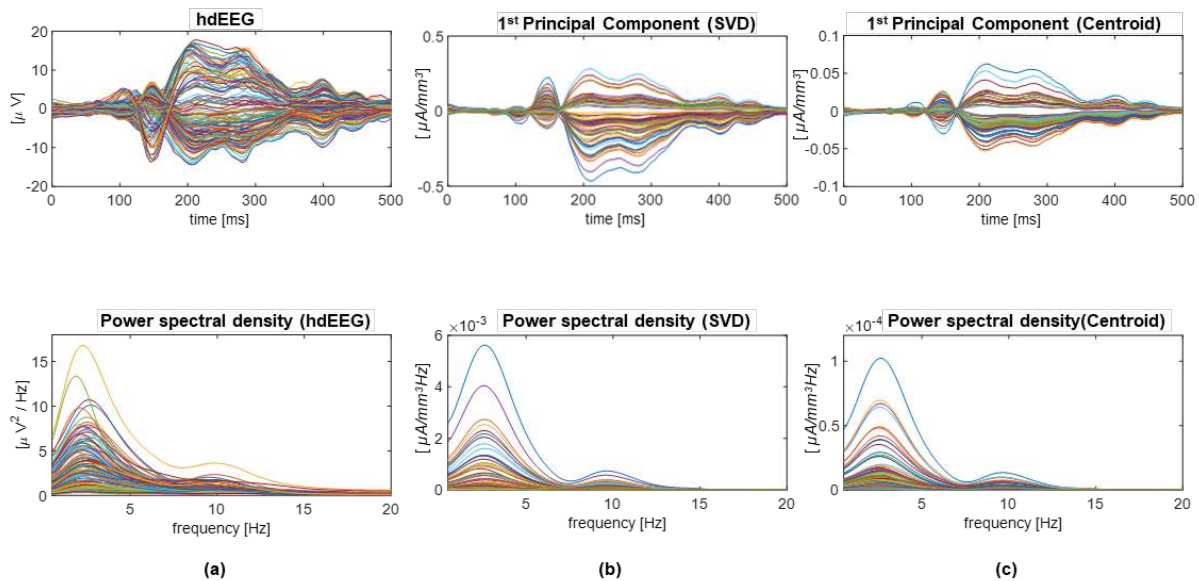 hdEEG
20
10
0
-10
-20
[μ V]
0 100 200 300 400 500
time [ms]
1st Principal Component (SVD)
0.5
0
-0.5
[ μA/mm³]
0 100 200 300 400 500
time [ms]
1st Principal Component (Centroid)
0.1
0.05
0
-0.05
-0.1
[ μA/mm³]
0 100 200 300 400 500
time [ms]
Power spectral density (hdEEG)
15
10
5
0
[μ V² / Hz]
5 10 15 20
frequency [Hz]
Power spectral density (SVD)
×10⁻³
6
4
2
0
[ μA/mm³Hz]
5 10 15 20
frequency [Hz]
Power spectral density(Centroid)
×10⁻⁴
1
0.5
0
[ μA/mm³Hz]
5 10 15 20
frequency [Hz]
(a) (b) (c)